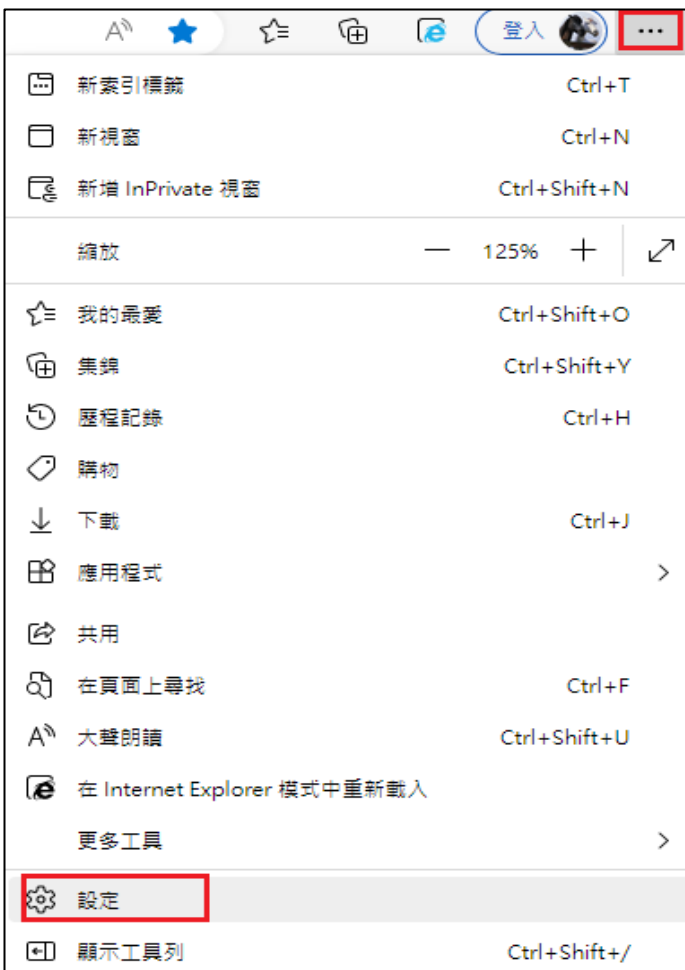 登入 ...
新索引標籤 Ctrl+T
新視窗 Ctrl+N
新增 InPrivate 視窗 Ctrl+Shift+N
縮放 — 125% +
我的最愛 Ctrl+Shift+O
集錦 Ctrl+Shift+Y
歷程記錄 Ctrl+H
購物
下載 Ctrl+J
應用程式
共用
在頁面上尋找 Ctrl+F
大聲朗讀 Ctrl+Shift+U
在 Internet Explorer 模式中重新載入
更多工具
設定
顯示工具列 Ctrl+Shift+/